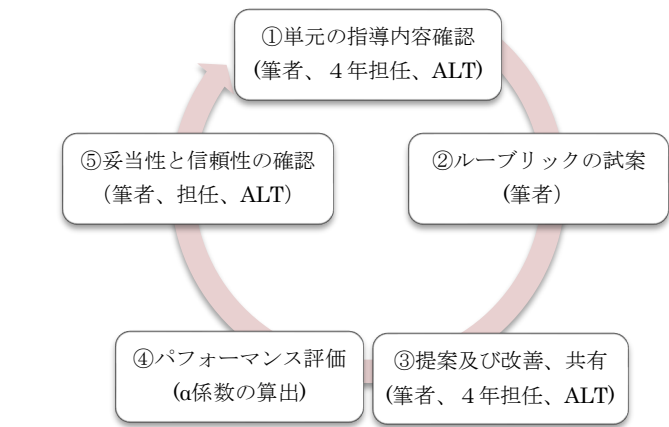 ①単元の指導内容確認
(筆者、４年担任、ALT)
②ルーブリックの試案
(筆者）
③提案及び改善、共有
(筆者、４年担任、ALT)
④パフォーマンス評価
(α係数の算出)
⑤妥当性と信頼性の確認
（筆者、担任、ALT）